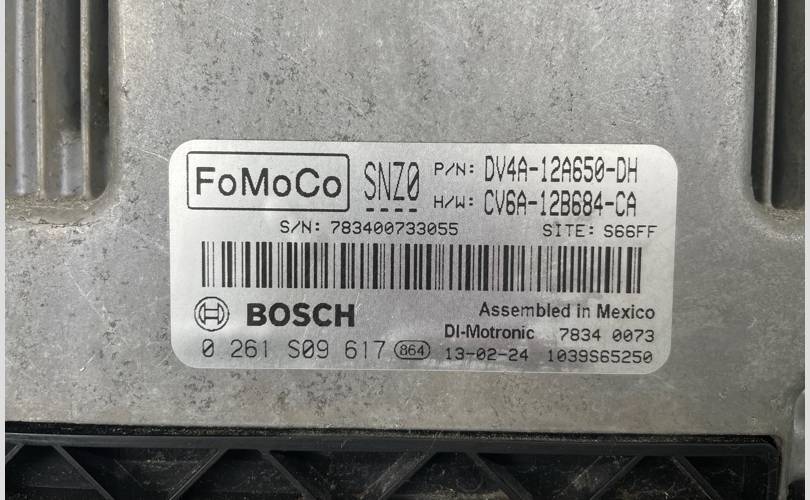 FoMoCo SNZ0 P/N: DV4A-12A650-DH
H/W: CV6A-12B684-CA
S/N: 783400733055 SITE: S66FF
BOSCH Assembled in Mexico
DI-Motronic 7834 0073
0 261 S09 617 864 13-02-24 1039S65250